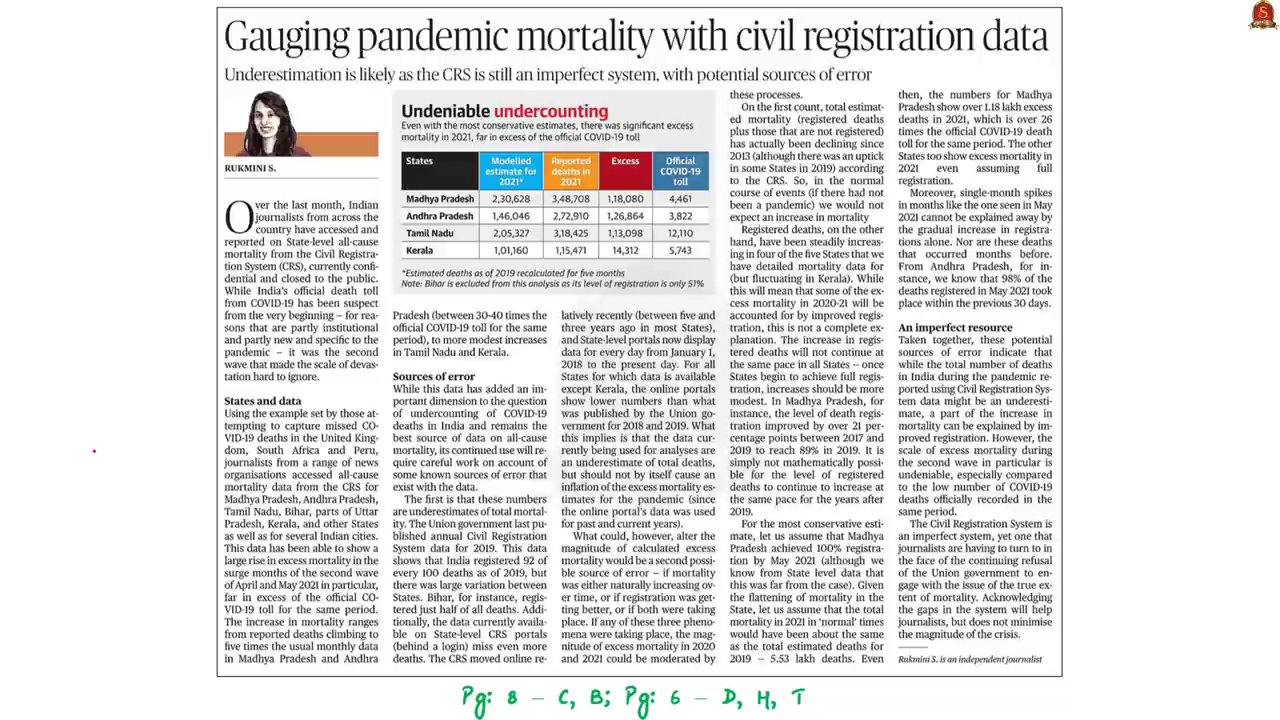 Gauging pandemic mortality with civil registration data
Underestimation is likely as the CRS is still an imperfect system, with potential sources of error
RUKMINI S.
Over the last month, Indian
journalists from across the
country have accessed and
reported on State-level all-cause
mortality from the Civil Registra-
tion System (CRS), currently confi-
dential and closed to the public.
While India's official death toll
from COVID-19 has been suspect
from the very beginning – for rea-
sons that are partly institutional
and partly new and specific to the
pandemic – it was the second
wave that made the scale of devas-
tation hard to ignore.
States and data
Using the example set by those at-
tempting to capture missed CO-
VID-19 deaths in the United King-
dom, South Africa and Peru,
journalists from a range of news
organisations accessed all-cause
mortality data from the CRS for
Madhya Pradesh, Andhra Pradesh,
Tamil Nadu, Bihar, parts of Uttar
Pradesh, Kerala, and other States
as well as for several Indian cities.
This data has been able to show a
large rise in excess mortality in the
surge months of the second wave
of April and May 2021 in particular,
far in excess of the official CO-
VID-19 toll for the same period.
The increase in mortality ranges
from reported deaths climbing to
five times the usual monthly data
in Madhya Pradesh and Andhra
Undeniable undercounting
Even with the most conservative estimates, there was significant excess
mortality in 2021, far in excess of the official COVID-19 toll
States Modelled estimate for 2021* Reported deaths in 2021 Excess Official COVID-19 toll
Madhya Pradesh 2,30,628 3,48,708 1,18,080 4,461
Andhra Pradesh 1,46,046 2,72,910 1,26,864 3,822
Tamil Nadu 2,05,327 3,18,425 1,13,098 12,110
Kerala 1,01,160 1,15,471 14,312 5,743
*Estimated deaths as of 2019 recalculated for five months
Note: Bihar is excluded from this analysis as its level of registration is only 51%
Pradesh (between 30-40 times the
official COVID-19 toll for the same
period), to more modest increases
in Tamil Nadu and Kerala.
Sources of error
While this data has added an im-
portant dimension to the question
of undercounting of COVID-19
deaths in India and remains the
best source of data on all-cause
mortality, its continued use will re-
quire careful work on account of
some known sources of error that
exist with the data.
The first is that these numbers
are underestimates of total mortal-
ity. The Union government last pu-
blished annual Civil Registration
System data for 2019. This data
shows that India registered 92 of
every 100 deaths as of 2019, but
there was large variation between
States. Bihar, for instance, regis-
tered just half of all deaths. Addi-
tionally, the data currently availa-
ble on State-level CRS portals
(behind a login) miss even more
deaths. The CRS moved online re-
latively recently (between five and
three years ago in most States),
and State-level portals now display
data for every day from January 1,
2018 to the present day. For all
States for which data is available
except Kerala, the online portals
show lower numbers than what
was published by the Union go-
vernment for 2018 and 2019. What
this implies is that the data cur-
rently being used for analyses are
an underestimate of total deaths,
but should not by itself cause an
inflation of the excess mortality es-
timates for the pandemic (since
the online portal's data was used
for past and current years).
What could, however, alter the
magnitude of calculated excess
mortality would be a second possi-
ble source of error – if mortality
was either naturally increasing ov-
er time, or if registration was get-
ting better, or if both were taking
place. If any of these three pheno-
mena were taking place, the mag-
nitude of excess mortality in 2020
and 2021 could be moderated by
these processes.
On the first count, total estimat-
ed mortality (registered deaths
plus those that are not registered)
has actually been declining since
2013 (although there was an uptick
in some States in 2019) according
to the CRS. So, in the normal
course of events (if there had not
been a pandemic) we would not
expect an increase in mortality
Registered deaths, on the other
hand, have been steadily increas-
ing in four of the five States that we
have detailed mortality data for
(but fluctuating in Kerala). While
this will mean that some of the ex-
cess mortality in 2020-21 will be
accounted for by improved regis-
tration, this is not a complete ex-
planation. The increase in regis-
tered deaths will not continue at
the same pace in all States – once
States begin to achieve full regis-
tration, increases should be more
modest. In Madhya Pradesh, for
instance, the level of death regis-
tration improved by over 21 per-
centage points between 2017 and
2019 to reach 89% in 2019. It is
simply not mathematically possi-
ble for the level of registered
deaths to continue to increase at
the same pace for the years after
2019.
For the most conservative esti-
mate, let us assume that Madhya
Pradesh achieved 100% registra-
tion by May 2021 (although we
know from State level data that
this was far from the case). Given
the flattening of mortality in the
State, let us assume that the total
mortality in 2021 in 'normal' times
would have been about the same
as the total estimated deaths for
2019 – 5.53 lakh deaths. Even
then, the numbers for Madhya
Pradesh show over 1.18 lakh excess
deaths in 2021, which is over 26
times the official COVID-19 death
toll for the same period. The other
States too show excess mortality in
2021 even assuming full
registration.
Moreover, single-month spikes
in months like the one seen in May
2021 cannot be explained away by
the gradual increase in registra-
tions alone. Nor are these deaths
that occurred months before.
From Andhra Pradesh, for in-
stance, we know that 98% of the
deaths registered in May 2021 took
place within the previous 30 days.
An imperfect resource
Taken together, these potential
sources of error indicate that
while the total number of deaths
in India during the pandemic re-
ported using Civil Registration Sys-
tem data might be an underesti-
mate, a part of the increase in
mortality can be explained by im-
proved registration. However, the
scale of excess mortality during
the second wave in particular is
undeniable, especially compared
to the low number of COVID-19
deaths officially recorded in the
same period.
The Civil Registration System is
an imperfect system, yet one that
journalists are having to turn to in
the face of the continuing refusal
of the Union government to en-
gage with the issue of the true ex-
tent of mortality. Acknowledging
the gaps in the system will help
journalists, but does not minimise
the magnitude of the crisis.
Rukmini S. is an independent journalist
Pg: 8 – C, B; Pg: 6 – D, H, T